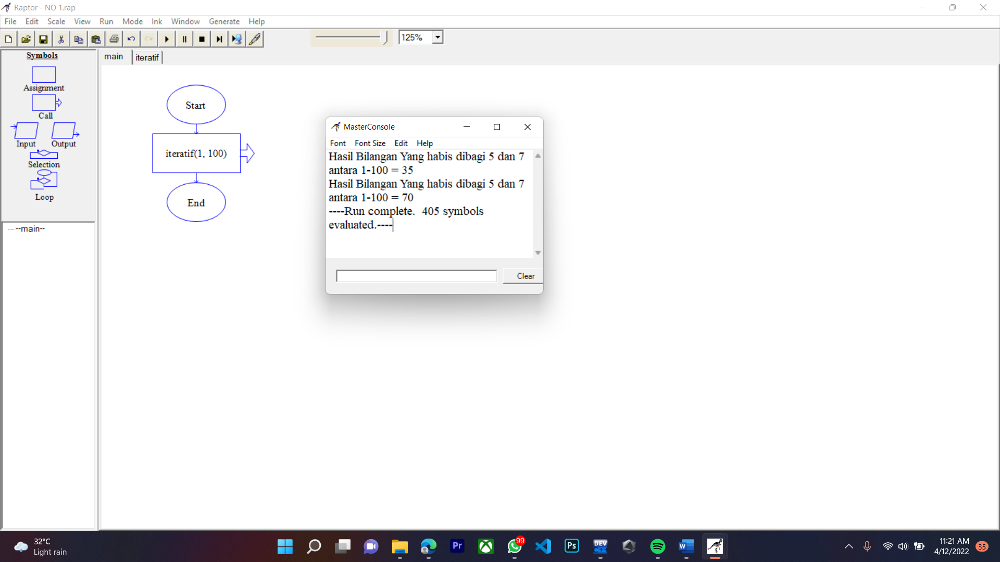 Raptor - NO 1.rap
File Edit Scale View Run Mode Ink Window Generate Help
125%
Symbols
Assignment
Call
Input Output
Selection
Loop
--main--
main iteratif
Start
iteratif(1, 100)
End
MasterConsole
Font Font Size Edit Help
Hasil Bilangan Yang habis dibagi 5 dan 7
antara 1-100 = 35
Hasil Bilangan Yang habis dibagi 5 dan 7
antara 1-100 = 70
----Run complete.  405 symbols
evaluated.----
Clear
32°C
Light rain
Pr
99
Ps
DEV
C++
W
11:21 AM
4/12/2022
35